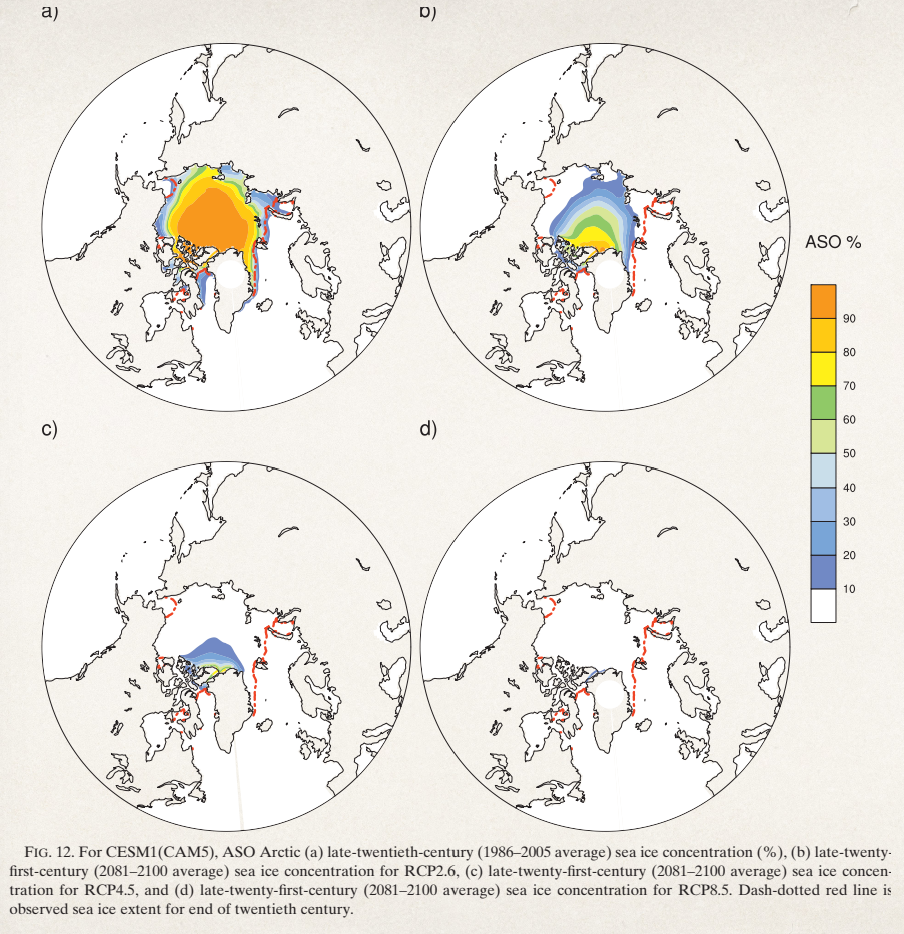 a)
b)
ASO %
90
80
70
60
50
40
30
20
10
c)
d)
FIG. 12. For CESM1(CAM5), ASO Arctic (a) late-twentieth-century (1986–2005 average) sea ice concentration (%), (b) late-twenty-
first-century (2081–2100 average) sea ice concentration for RCP2.6, (c) late-twenty-first-century (2081–2100 average) sea ice concen-
tration for RCP4.5, and (d) late-twenty-first-century (2081–2100 average) sea ice concentration for RCP8.5. Dash-dotted red line is
observed sea ice extent for end of twentieth century.